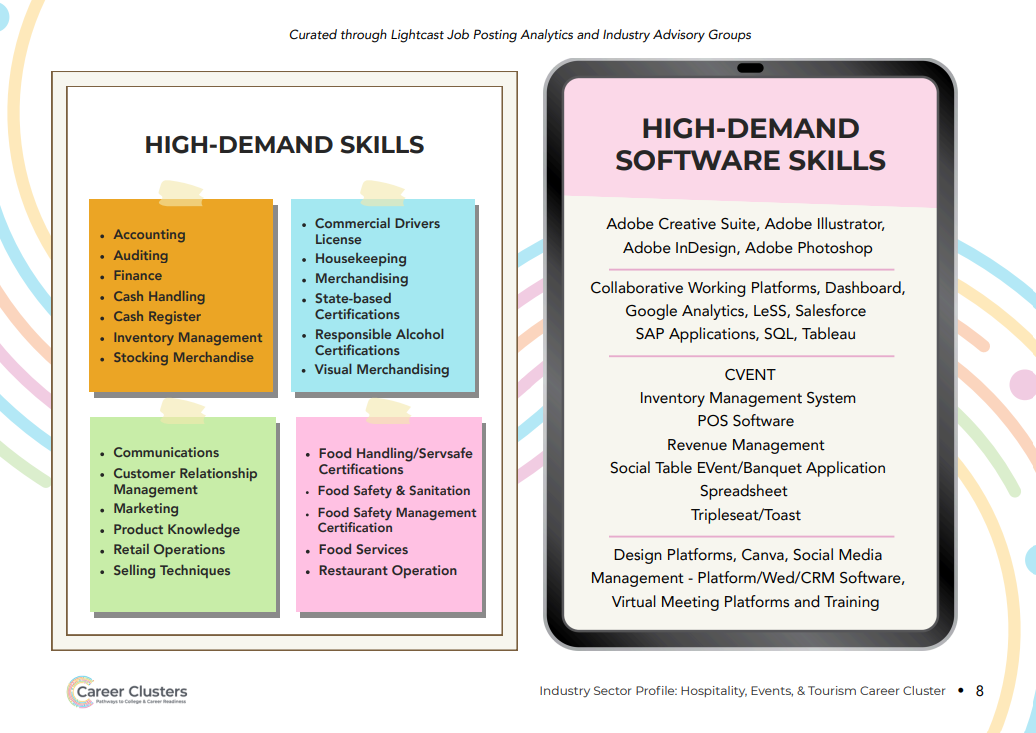 Curated through Lightcast Job Posting Analytics and Industry Advisory Groups
HIGH-DEMAND SKILLS
• Accounting
• Auditing
• Finance
• Cash Handling
• Cash Register
• Inventory Management
• Stocking Merchandise
• Commercial Drivers
License
• Housekeeping
• Merchandising
• State-based
Certifications
• Responsible Alcohol
Certifications
• Visual Merchandising
• Communications
• Customer Relationship
Management
• Marketing
• Product Knowledge
• Retail Operations
• Selling Techniques
• Food Handling/Servsafe
Certifications
• Food Safety & Sanitation
• Food Safety Management
Certification
• Food Services
• Restaurant Operation
HIGH-DEMAND
SOFTWARE SKILLS
Adobe Creative Suite, Adobe Illustrator,
Adobe InDesign, Adobe Photoshop
Collaborative Working Platforms, Dashboard,
Google Analytics, LeSS, Salesforce
SAP Applications, SQL, Tableau
CVENT
Inventory Management System
POS Software
Revenue Management
Social Table EVent/Banquet Application
Spreadsheet
Tripleseat/Toast
Design Platforms, Canva, Social Media
Management - Platform/Wed/CRM Software,
Virtual Meeting Platforms and Training
Career Clusters
Pathways to College & Career Readiness
Industry Sector Profile: Hospitality, Events, & Tourism Career Cluster • 8